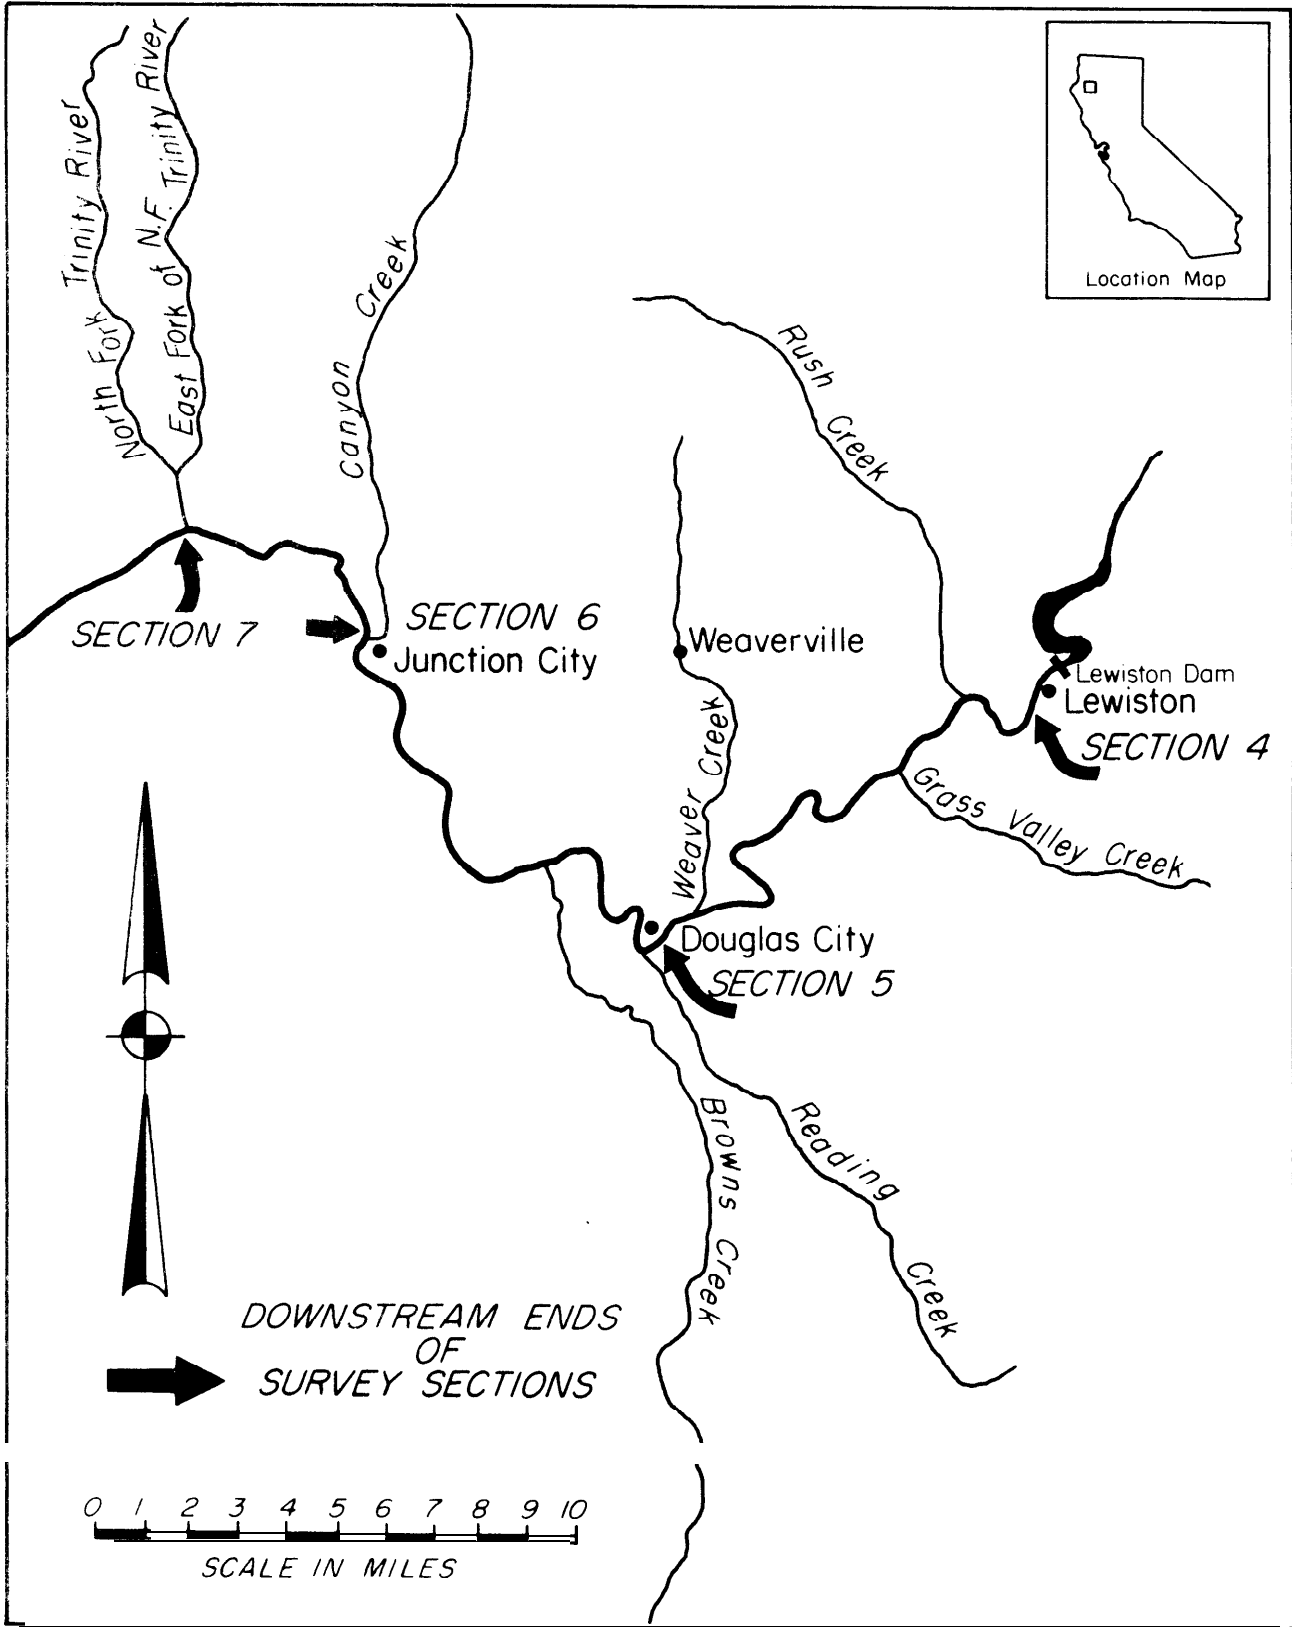 North Fork Trinity River
East Fork of N.F. Trinity River
Canyon Creek
Location Map
Rush Creek
SECTION 7
SECTION 6
Junction City
Weaverville
Lewiston Dam
Lewiston
SECTION 4
Weaver Creek
Grass Valley Creek
Douglas City
SECTION 5
Browns Creek
Reading Creek
DOWNSTREAM ENDS
OF
SURVEY SECTIONS
0 1 2 3 4 5 6 7 8 9 10
SCALE IN MILES